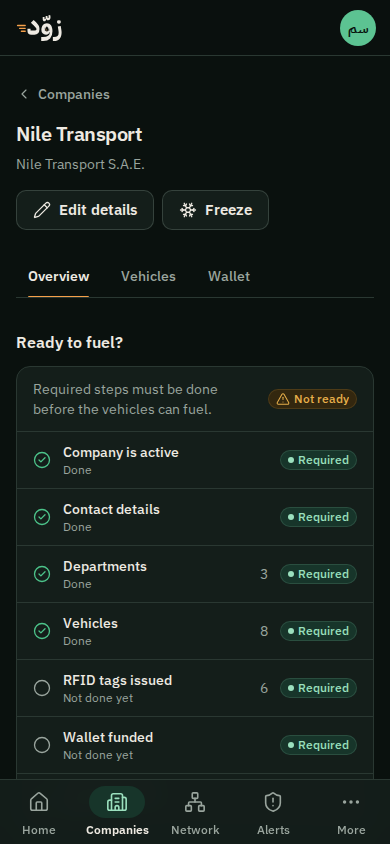 زوّد
سم
Companies
Nile Transport
Nile Transport S.A.E.
Edit details
Freeze
Overview
Vehicles
Wallet
Ready to fuel?
Required steps must be done
before the vehicles can fuel.
Not ready
Company is active
Done
Required
Contact details
Done
Required
Departments
Done
3
Required
Vehicles
Done
8
Required
RFID tags issued
Not done yet
6
Required
Wallet funded
Not done yet
Required
Home
Companies
Network
Alerts
More